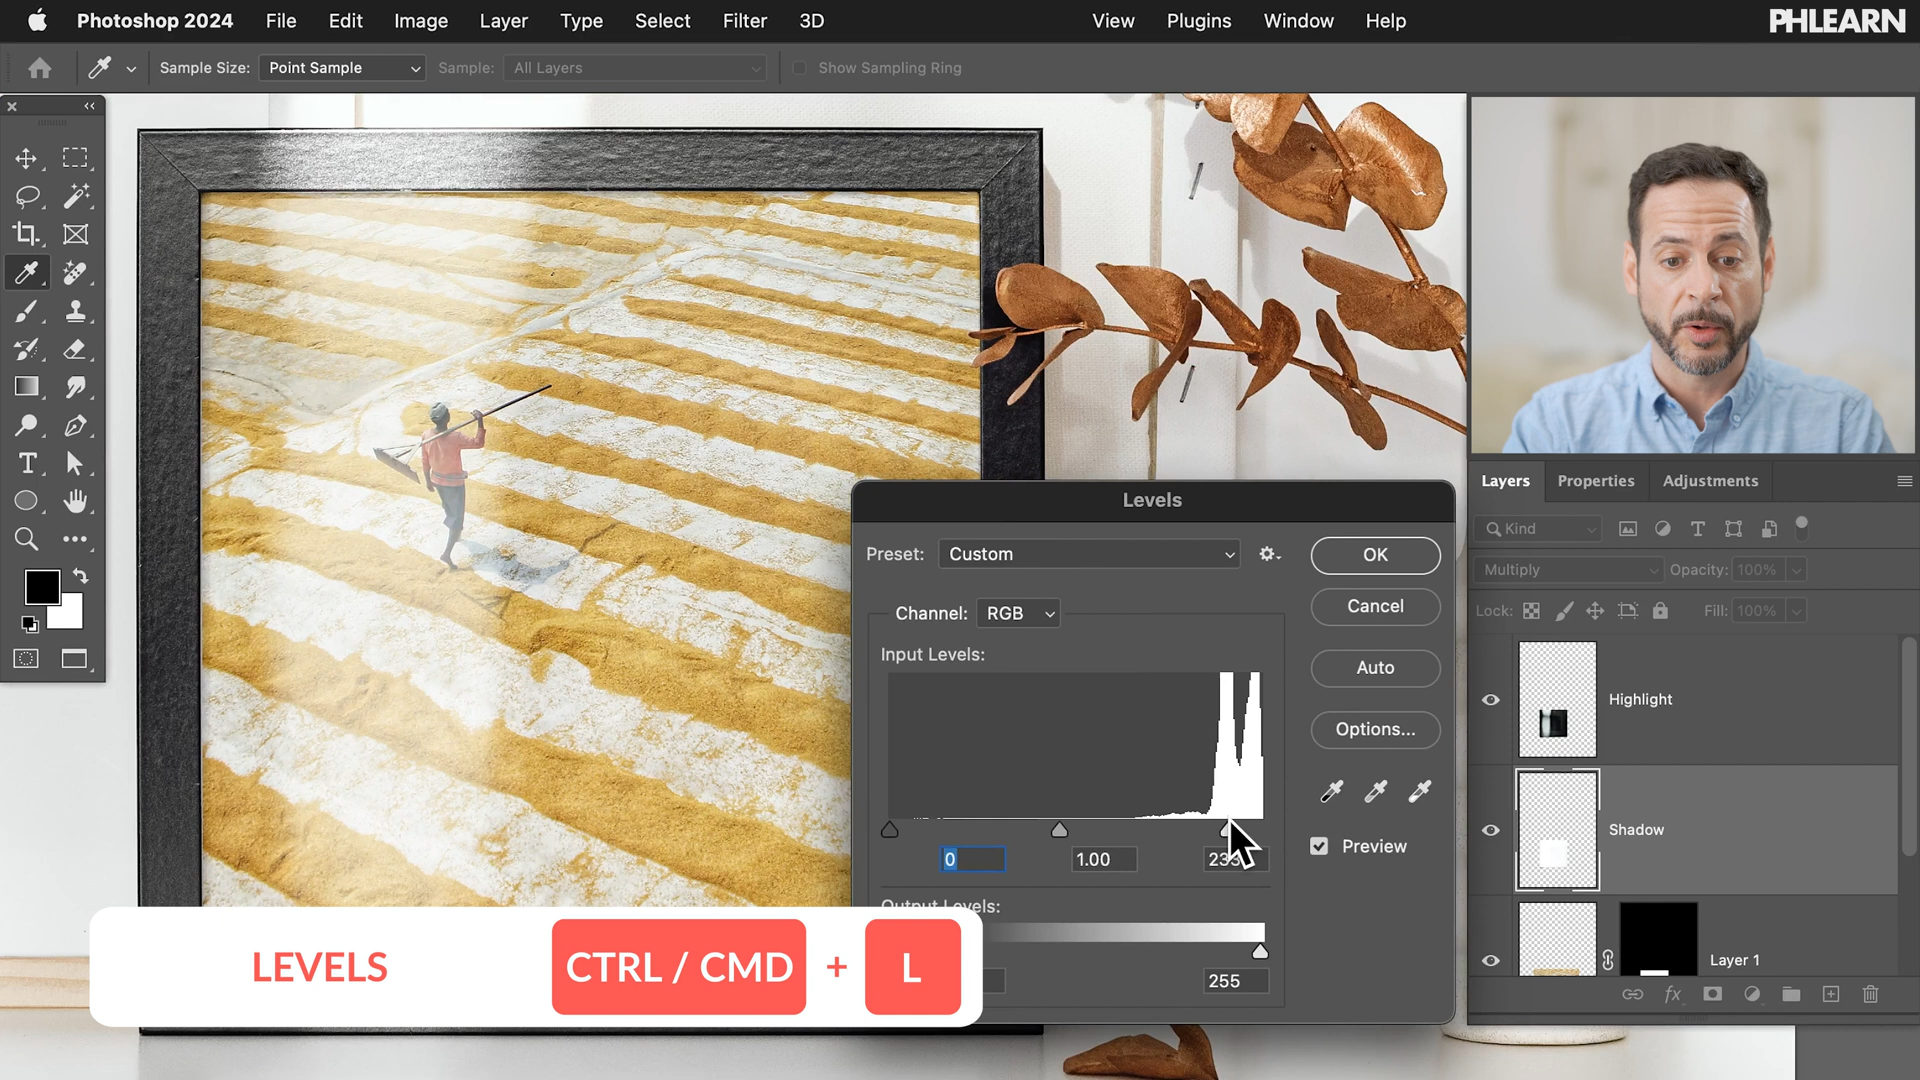 Photoshop 2024 File Edit Image Layer Type Select Filter 3D View Plugins Window Help
PHLEARN
Sample Size: Point Sample Sample: All Layers Show Sampling Ring
Levels
Preset: Custom
OK
Channel: RGB
Cancel
Input Levels:
Auto
Options...
0 1.00
Preview
Output Levels:
255
LEVELS CTRL / CMD + L
Layers Properties Adjustments
Kind
Multiply Opacity: 100%
Lock: Fill: 100%
Highlight
Shadow
Layer 1
fx